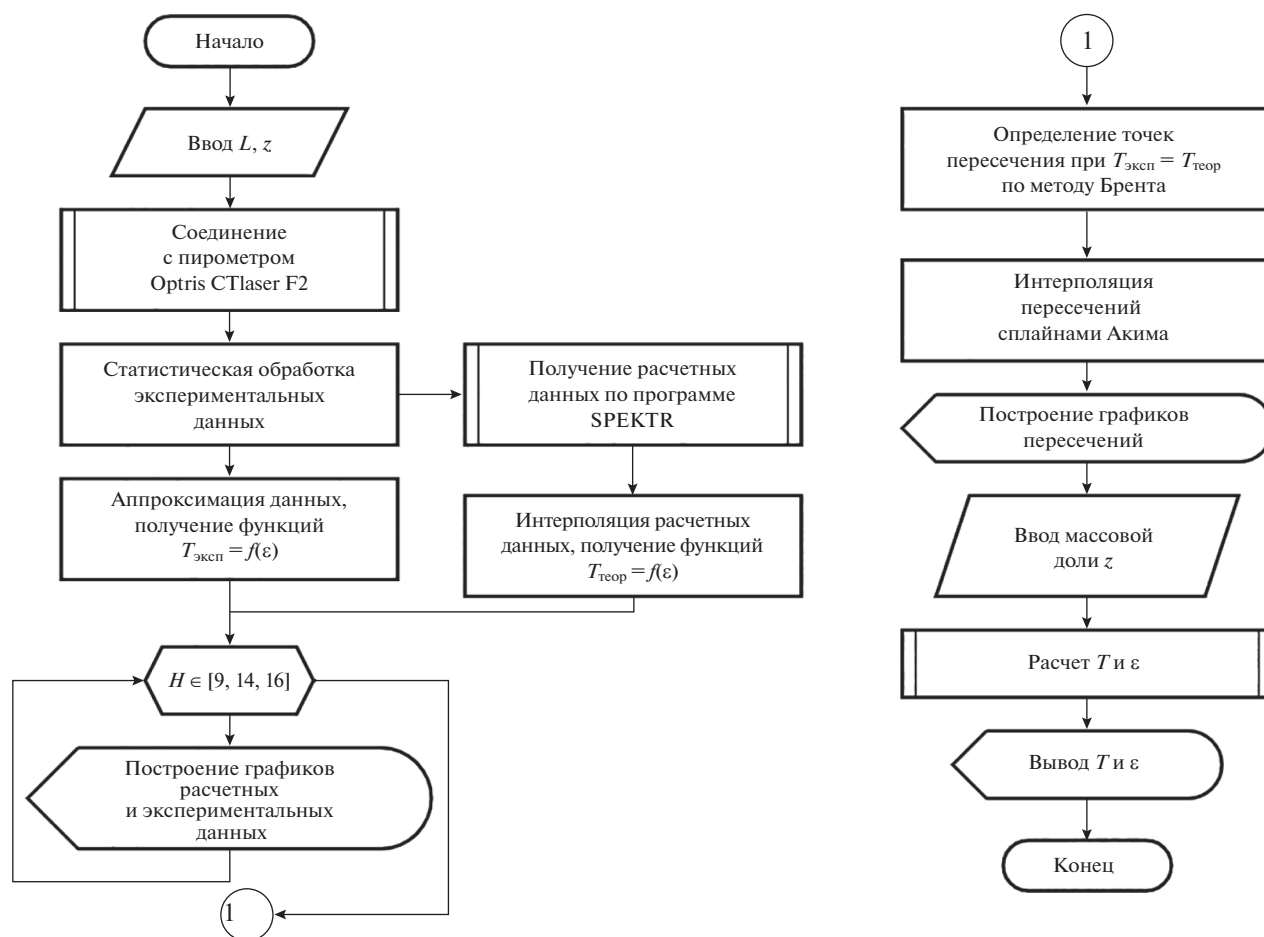 Начало
Ввод L, z
Соединение
с пирометром
Optris CTlaser F2
Статистическая обработка
экспериментальных
данных
Получение расчетных
данных по программе
SPEKTR
Аппроксимация данных,
получение функций
Tэксп = f(ε)
Интерполяция расчетных
данных, получение функций
Tтеор = f(ε)
H ∈ [9, 14, 16]
Построение графиков
расчетных
и экспериментальных
данных
1
1
Определение точек
пересечения при Tэксп = Tтеор
по методу Брента
Интерполяция
пересечений
сплайнами Акима
Построение графиков
пересечений
Ввод массовой
доли z
Расчет T и ε
Вывод T и ε
Конец